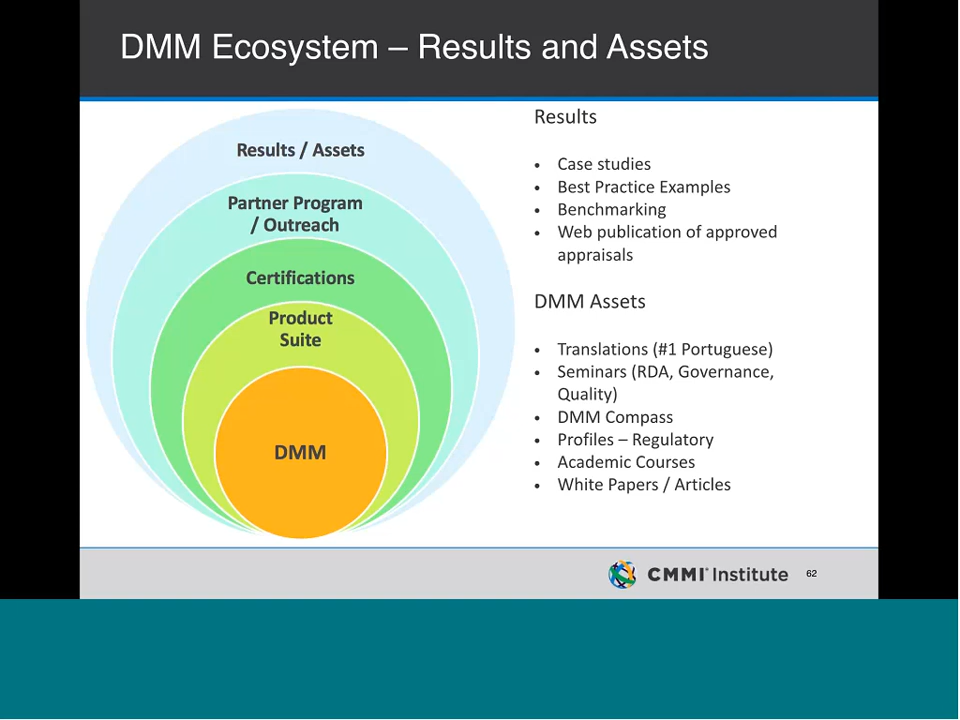 DMM Ecosystem – Results and Assets
Results / Assets
Partner Program
/ Outreach
Certifications
Product
Suite
DMM
Results
• Case studies
• Best Practice Examples
• Benchmarking
• Web publication of approved
appraisals
DMM Assets
• Translations (#1 Portuguese)
• Seminars (RDA, Governance,
Quality)
• DMM Compass
• Profiles – Regulatory
• Academic Courses
• White Papers / Articles
CMMI® Institute
62